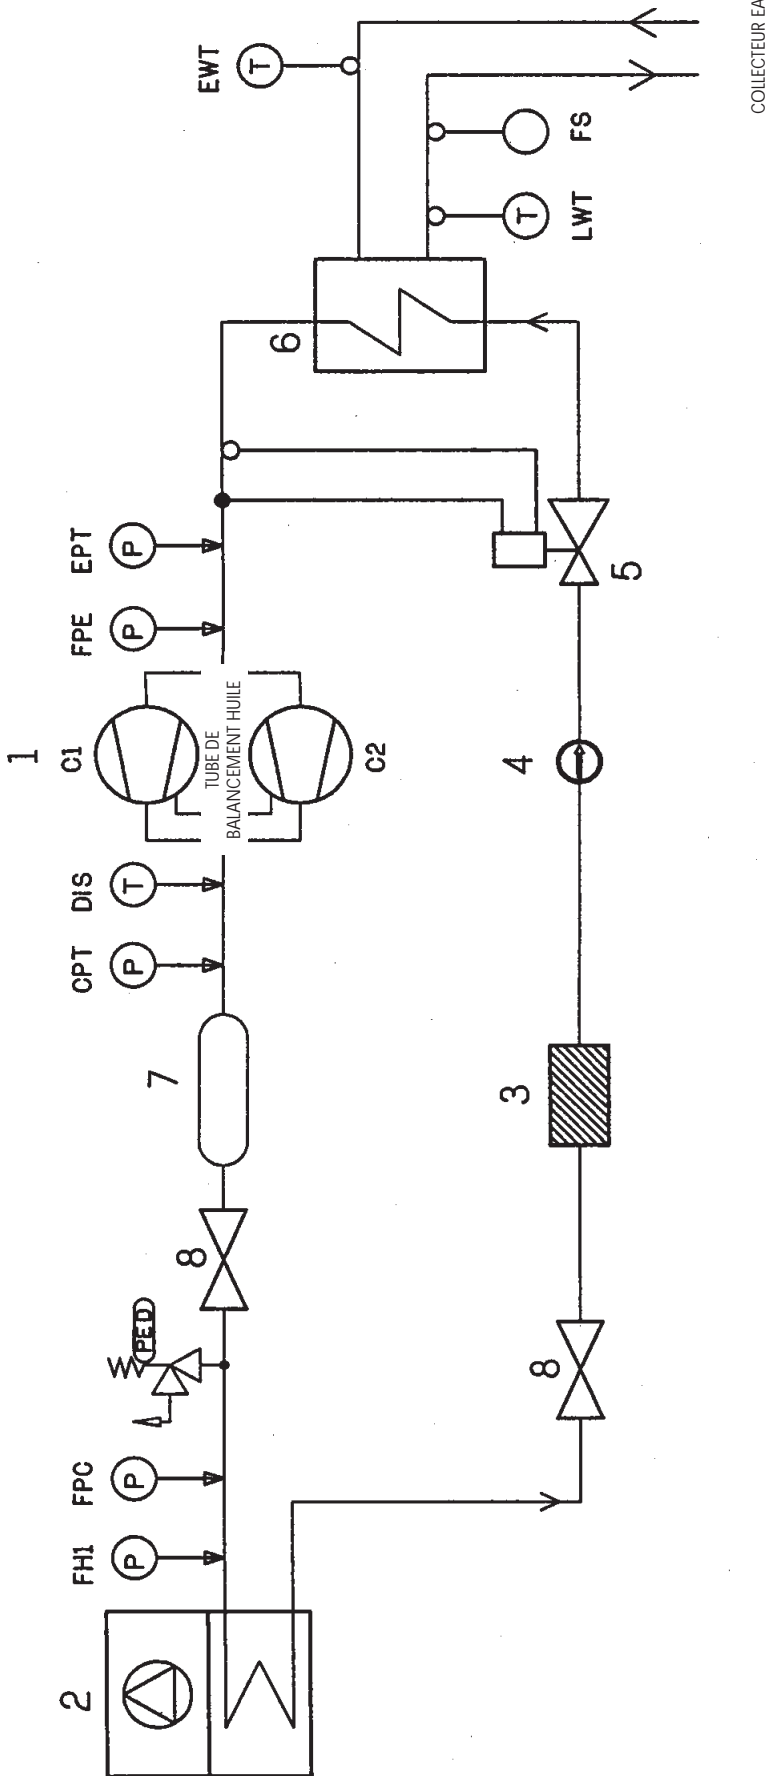 COLLECTEUR EA
EWT
T
FS
LWT
T
6
EPT
P
FPE
P
5
1
C1
TUBE DE
BALANCEMENT HUILE
C2
4
DIS
T
CPT
P
7
3
8
PED
8
FPC
P
FH1
P
2